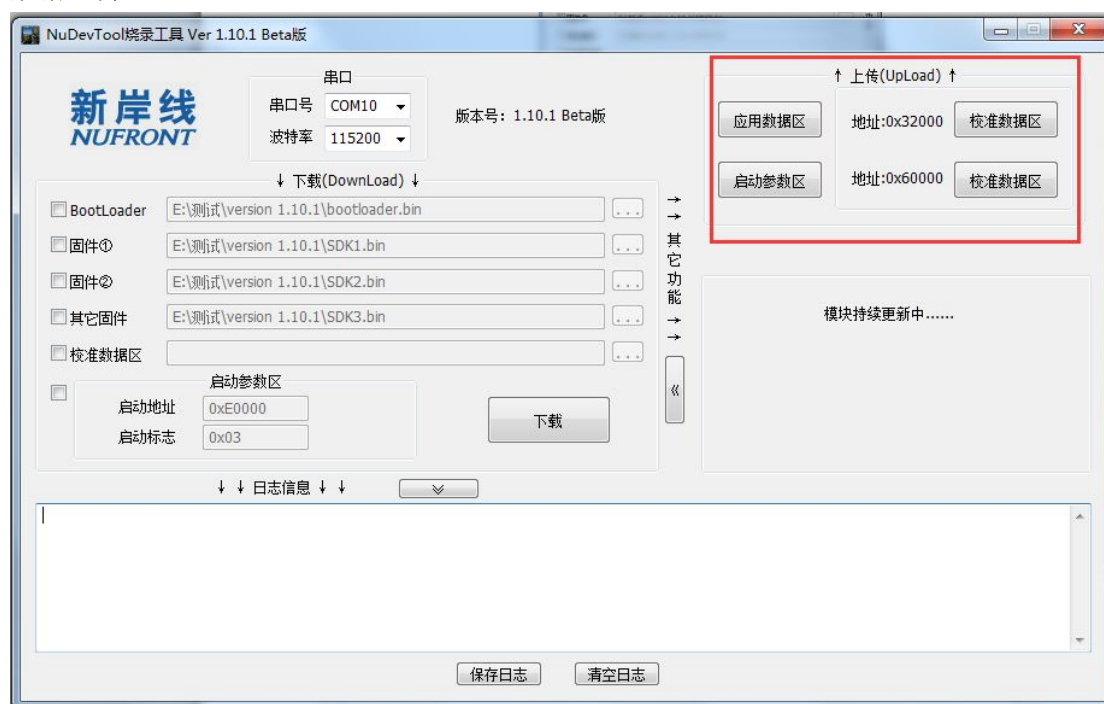 NuDevTool烧录工具 Ver 1.10.1 Beta版
新岸线
NUFRONT
串口
串口号 COM10
波特率 115200
版本号：1.10.1 Beta版
↓ 下载(DownLoad) ↓
BootLoader E:\测试\version 1.10.1\bootloader.bin ...
固件① E:\测试\version 1.10.1\SDK1.bin ...
固件② E:\测试\version 1.10.1\SDK2.bin ...
其它固件 E:\测试\version 1.10.1\SDK3.bin ...
校准数据区 ...
启动参数区
启动地址 0xE0000
启动标志 0x03
下载
→→ 其它功能 →→
«
↑ 上传(UpLoad) ↑
应用数据区 地址:0x32000 校准数据区
启动参数区 地址:0x60000 校准数据区
模块持续更新中......
↓ ↓ 日志信息 ↓ ↓
保存日志 清空日志